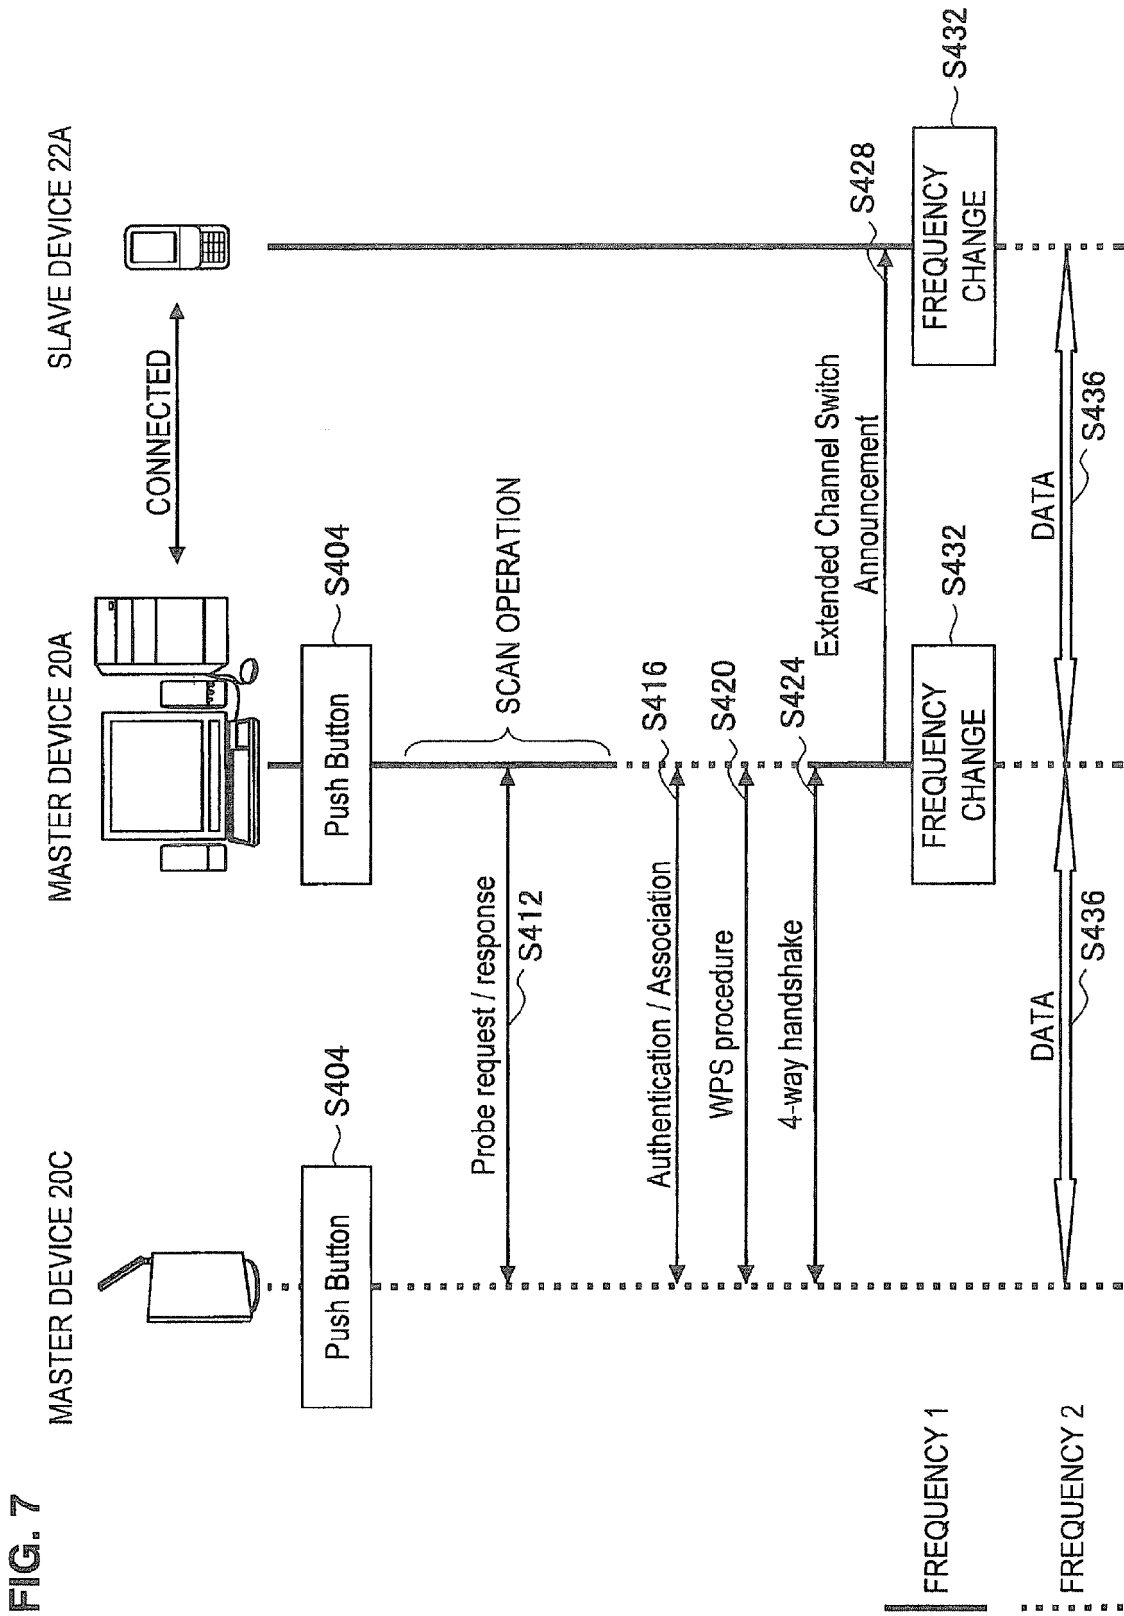 FIG. 7
MASTER DEVICE 20C
MASTER DEVICE 20A
SLAVE DEVICE 22A
CONNECTED
Push Button
S404
Push Button
S404
Probe request / response
S412
SCAN OPERATION
Authentication / Association
S416
WPS procedure
S420
4-way handshake
S424
Extended Channel Switch
Announcement
S428
FREQUENCY
CHANGE
S432
FREQUENCY
CHANGE
S432
DATA
S436
DATA
S436
FREQUENCY 1
FREQUENCY 2